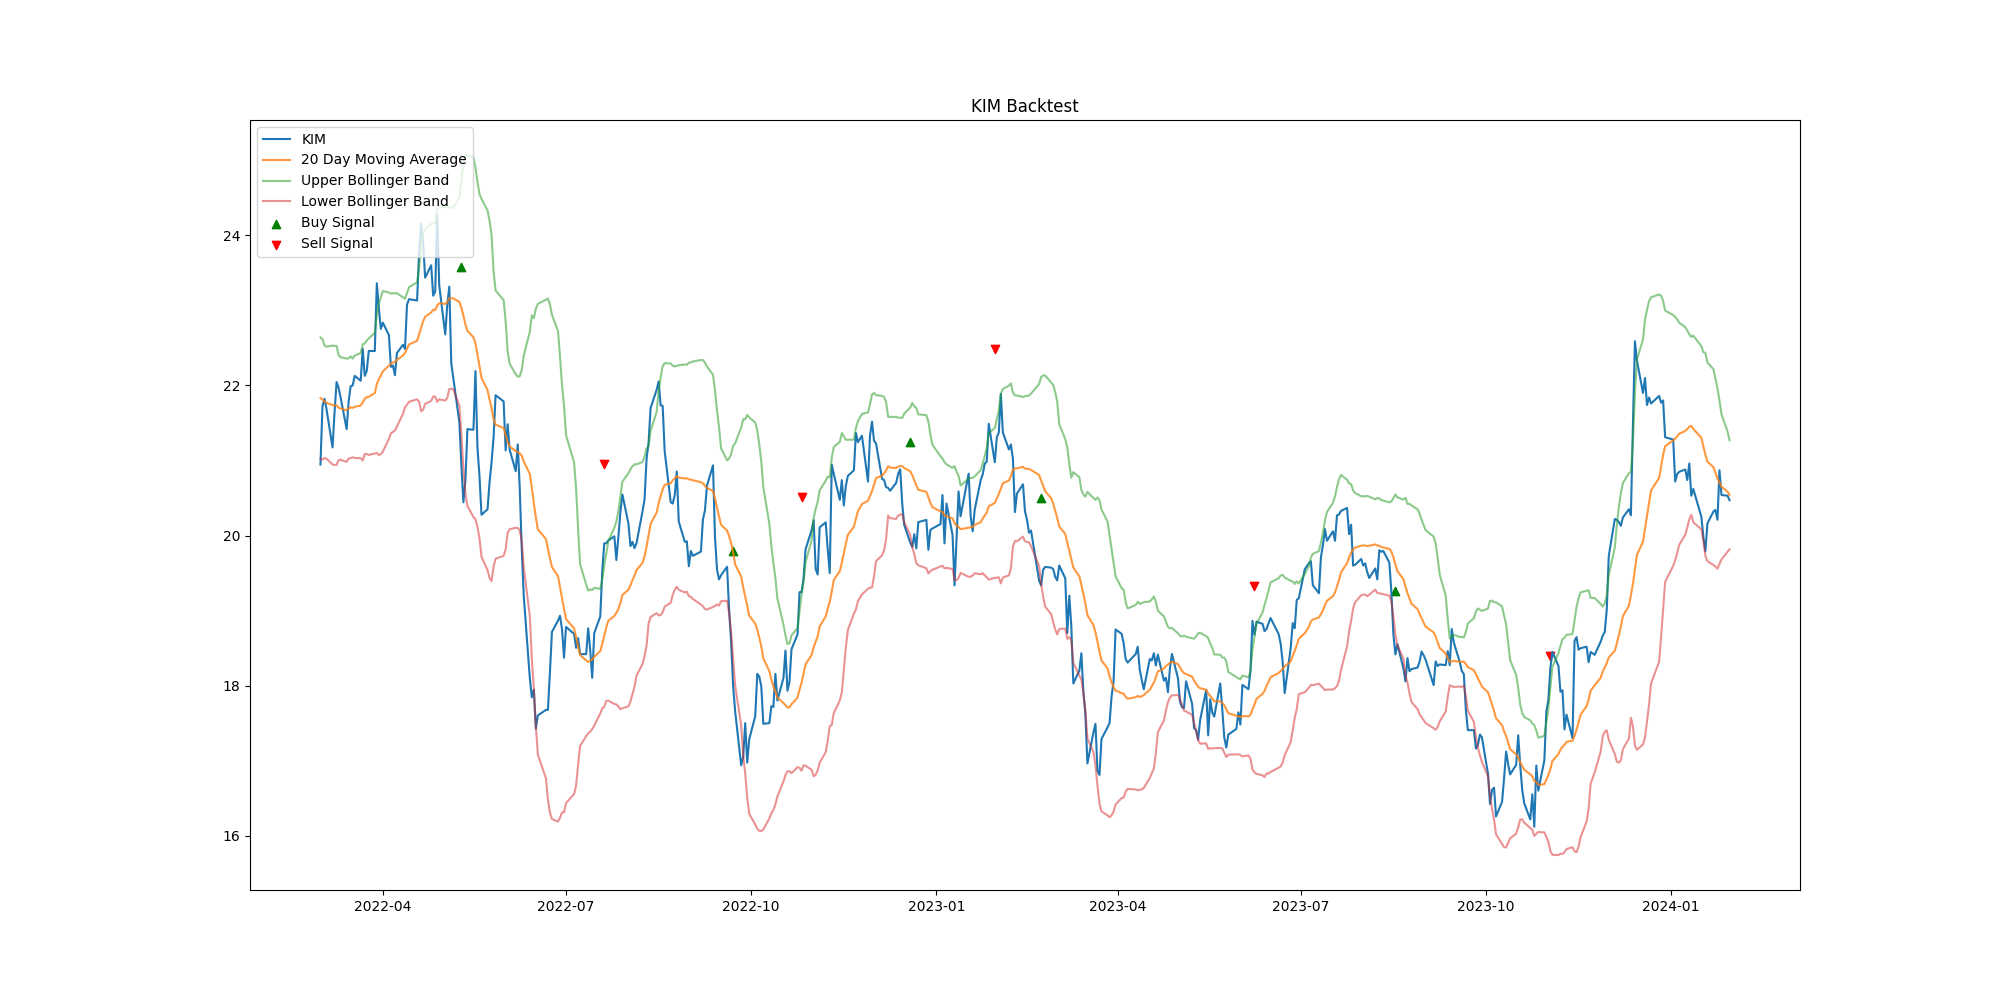 KIM Backtest
KIM
20 Day Moving Average
Upper Bollinger Band
Lower Bollinger Band
Buy Signal
Sell Signal
24
22
20
18
16
2022-04
2022-07
2022-10
2023-01
2023-04
2023-07
2023-10
2024-01